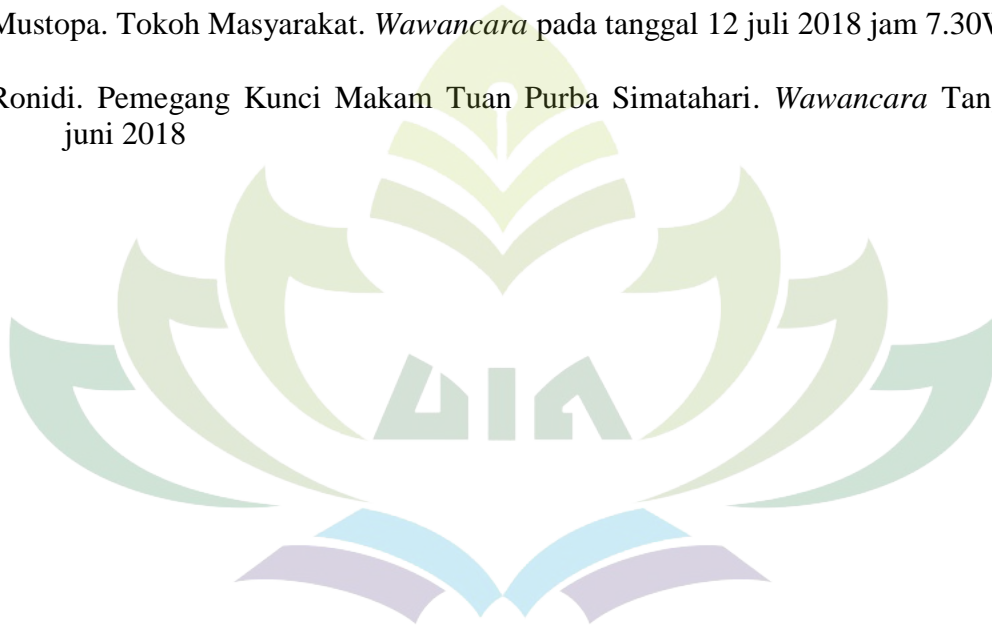 Mustopa. Tokoh Masyarakat. Wawancara pada tanggal 12 juli 2018 jam 7.30
Ronidi. Pemegang Kunci Makam Tuan Purba Simatahari. Wawancara Tan
juni 2018
UIN